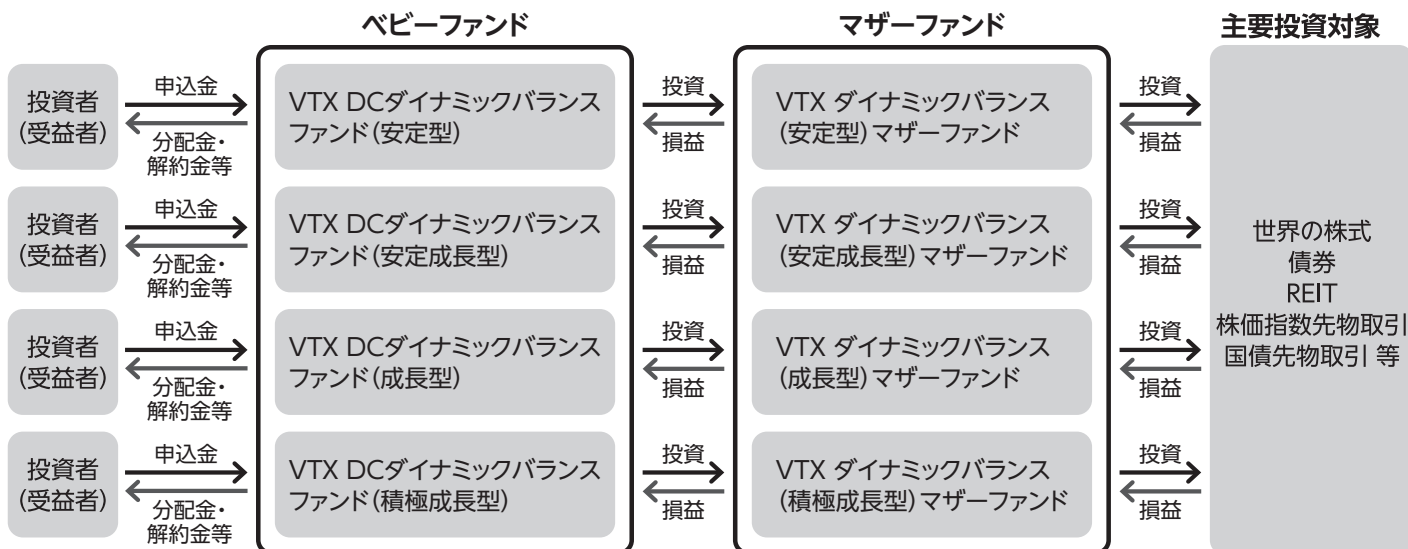 ベビーファンド
マザーファンド
主要投資対象
投資者
(受益者)
申込金
分配金・
解約金等
VTX DCダイナミックバランス
ファンド(安定型)
投資
損益
VTX ダイナミックバランス
(安定型)マザーファンド
投資
損益
投資者
(受益者)
申込金
分配金・
解約金等
VTX DCダイナミックバランス
ファンド(安定成長型)
投資
損益
VTX ダイナミックバランス
(安定成長型)マザーファンド
投資
損益
投資者
(受益者)
申込金
分配金・
解約金等
VTX DCダイナミックバランス
ファンド(成長型)
投資
損益
VTX ダイナミックバランス
(成長型)マザーファンド
投資
損益
投資者
(受益者)
申込金
分配金・
解約金等
VTX DCダイナミックバランス
ファンド(積極成長型)
投資
損益
VTX ダイナミックバランス
(積極成長型)マザーファンド
投資
損益
世界の株式
債券
REIT
株価指数先物取引
国債先物取引 等